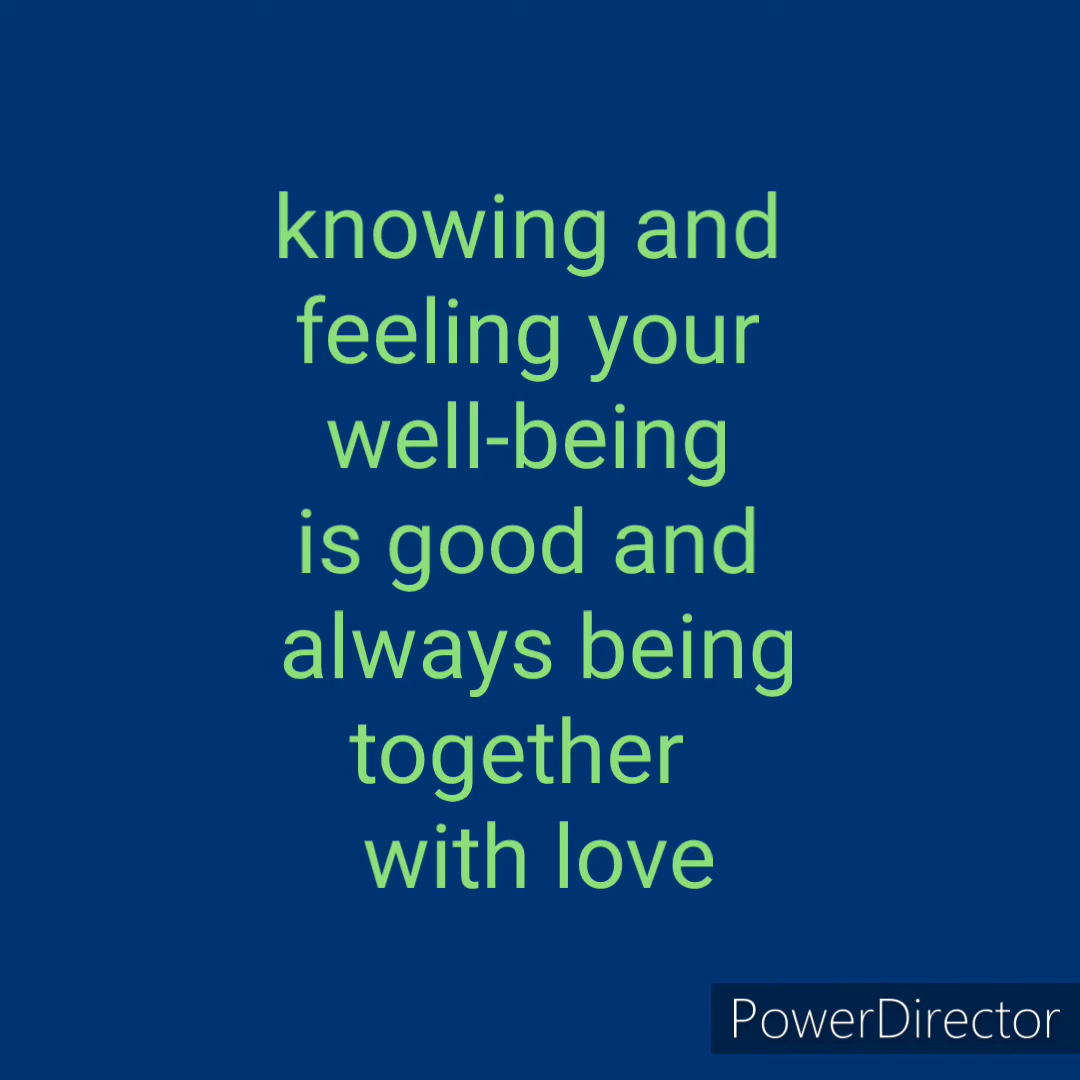 knowing and
feeling your
well-being
is good and
always being
together
with love
PowerDirector